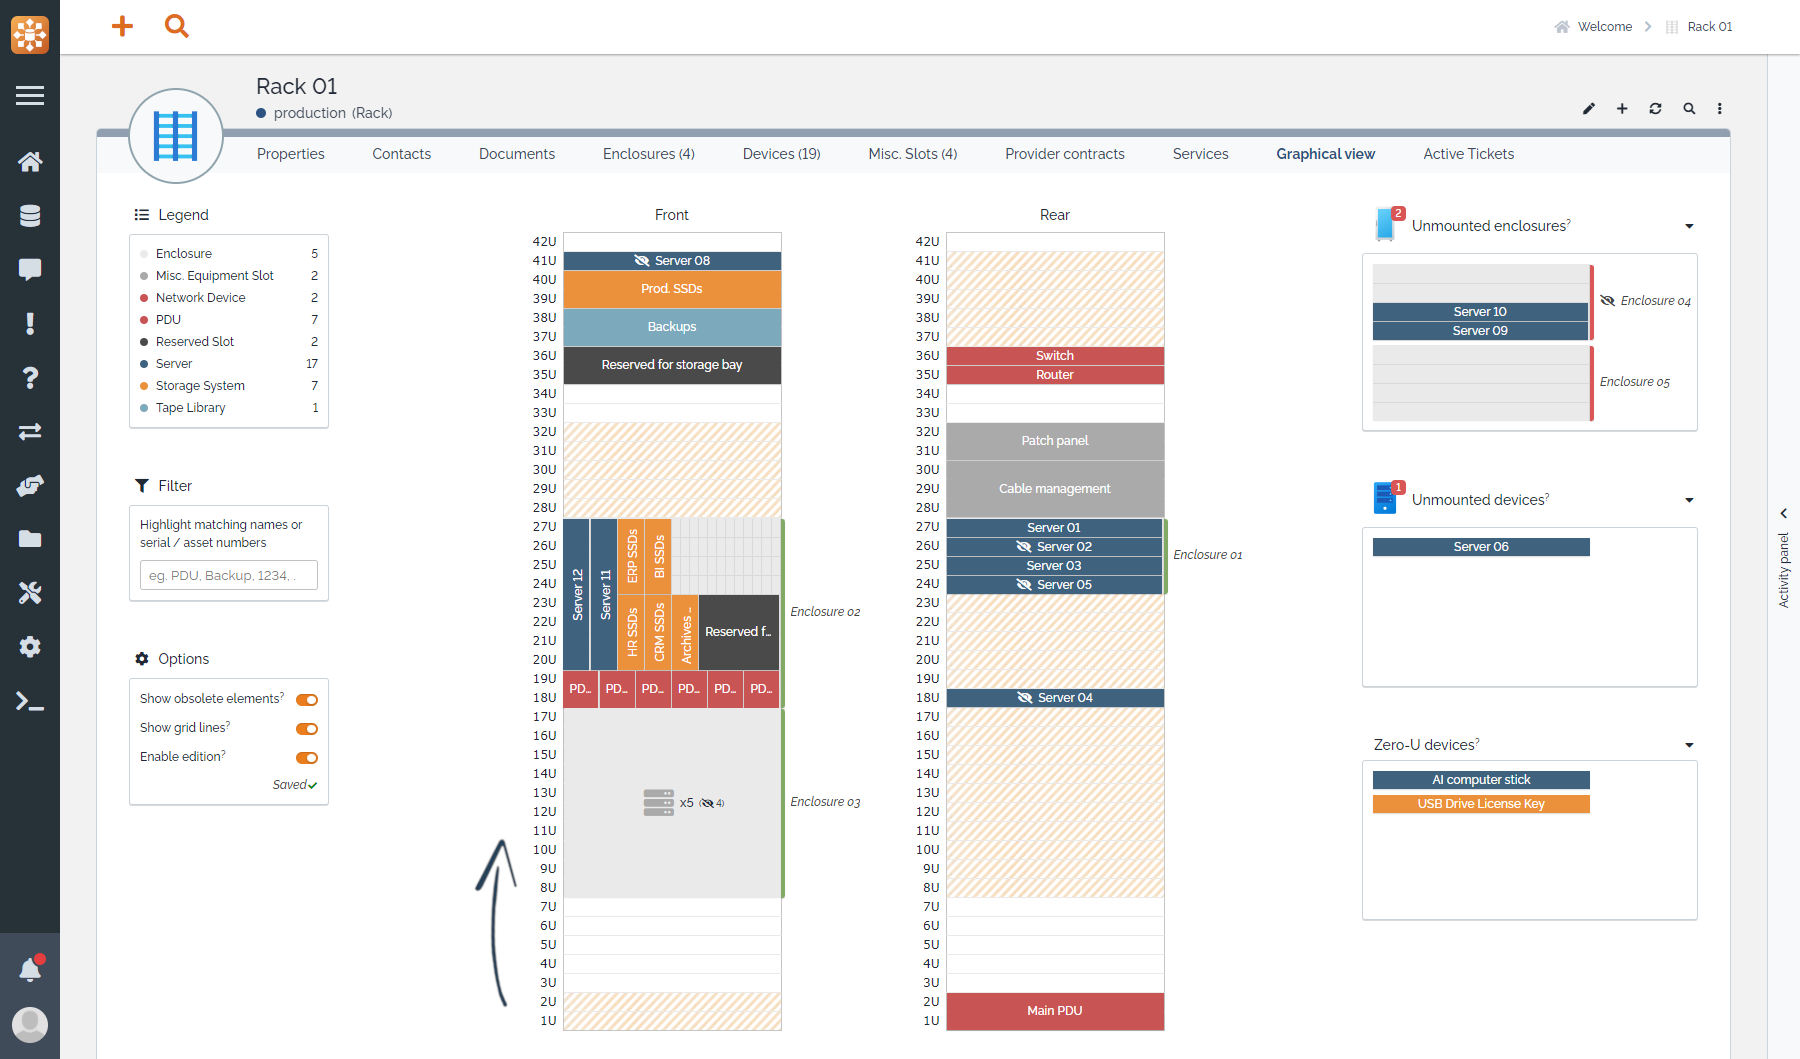 Welcome
Rack 01
Rack 01
production (Rack)
Properties
Contacts
Documents
Enclosures (4)
Devices (19)
Misc. Slots (4)
Provider contracts
Services
Graphical view
Active Tickets
Legend
Enclosure 5
Misc. Equipment Slot 2
Network Device 2
PDU 7
Reserved Slot 2
Server 17
Storage System 7
Tape Library 1
Filter
Highlight matching names or
serial / asset numbers
eg. PDU, Backup, 1234, .
Options
Show obsolete elements?
Show grid lines?
Enable edition?
Saved
Front
42U
41U
40U
39U
38U
37U
36U
35U
34U
33U
32U
31U
30U
29U
28U
27U
26U
25U
24U
23U
22U
21U
20U
19U
18U
17U
16U
15U
14U
13U
12U
11U
10U
9U
8U
7U
6U
5U
4U
3U
2U
1U
Server 08
Prod. SSDs
Backups
Reserved for storage bay
Server 12
Server 11
ERP SSDs
BI SSDs
HR SSDs
CRM SSDs
Archives ...
Reserved f...
PD...
PD...
PD...
PD...
PD...
PD...
Enclosure 02
x5 (4)
Enclosure 03
Rear
42U
41U
40U
39U
38U
37U
36U
35U
34U
33U
32U
31U
30U
29U
28U
27U
26U
25U
24U
23U
22U
21U
20U
19U
18U
17U
16U
15U
14U
13U
12U
11U
10U
9U
8U
7U
6U
5U
4U
3U
2U
1U
Switch
Router
Patch panel
Cable management
Server 01
Server 02
Server 03
Server 05
Enclosure 01
Server 04
Main PDU
2
Unmounted enclosures?
Server 10
Server 09
Enclosure 04
Enclosure 05
1
Unmounted devices?
Server 06
Zero-U devices?
AI computer stick
USB Drive License Key
Activity panel